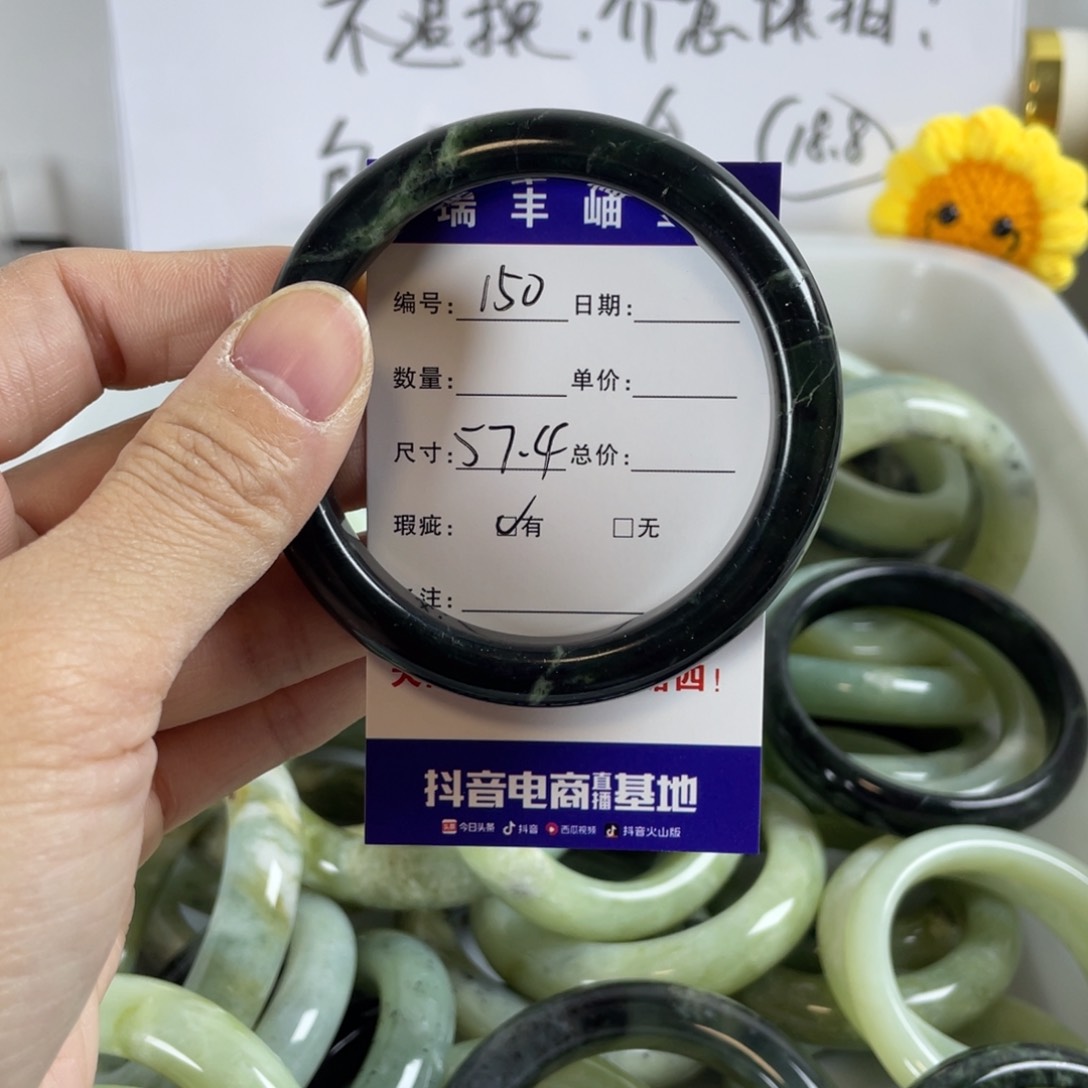 不退换.介意慎拍!
(18.8)
瑞丰岫
编号: 150 日期:
数量: 单价:
尺寸: 57.4 总价:
瑕疵: ☑有 □无
注:
抖音电商直播基地
头条 今日头条 抖音 西瓜视频 抖音火山版